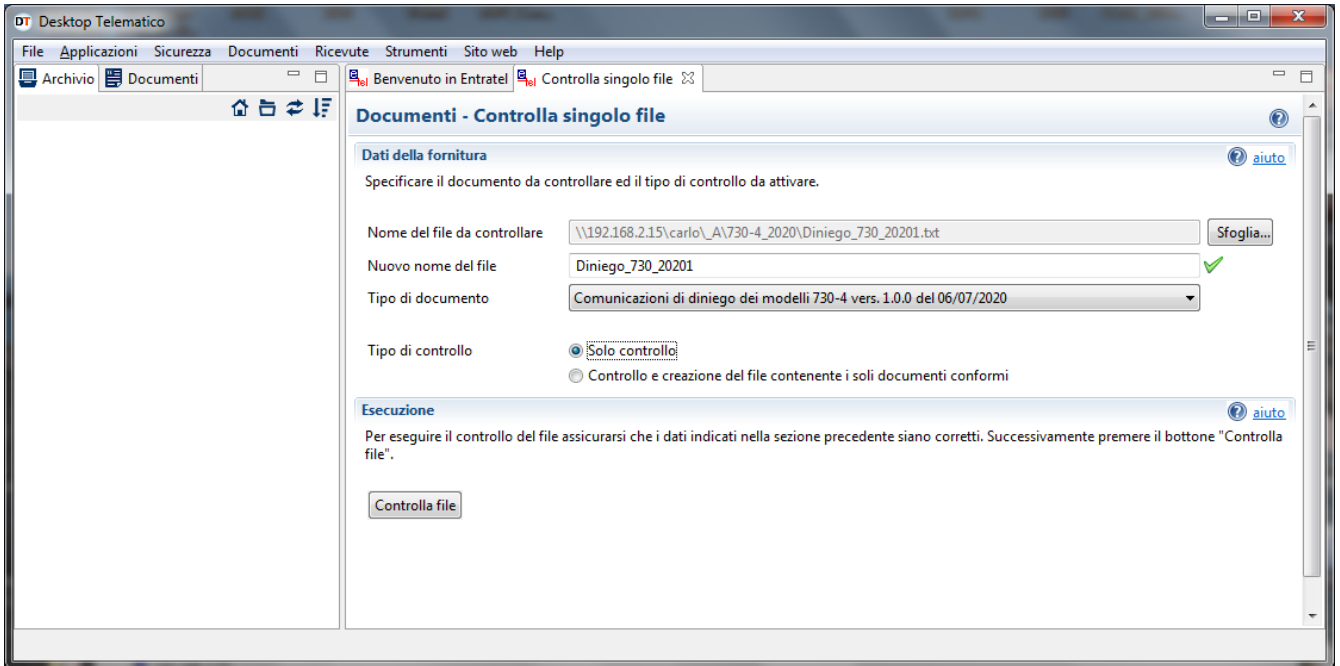 DT Desktop Telematico
File Applicazioni Sicurezza Documenti Ricevute Strumenti Sito web Help
Archivio Documenti
Benvenuto in Entratel Controlla singolo file
Documenti - Controlla singolo file
Dati della fornitura aiuto
Specificare il documento da controllare ed il tipo di controllo da attivare.
Nome del file da controllare \\192.168.2.15\carlo\_A\730-4_2020\Diniego_730_20201.txt Sfoglia...
Nuovo nome del file Diniego_730_20201
Tipo di documento Comunicazioni di diniego dei modelli 730-4 vers. 1.0.0 del 06/07/2020
Tipo di controllo Solo controllo
Controllo e creazione del file contenente i soli documenti conformi
Esecuzione aiuto
Per eseguire il controllo del file assicurarsi che i dati indicati nella sezione precedente siano corretti. Successivamente premere il bottone "Controlla
file".
Controlla file